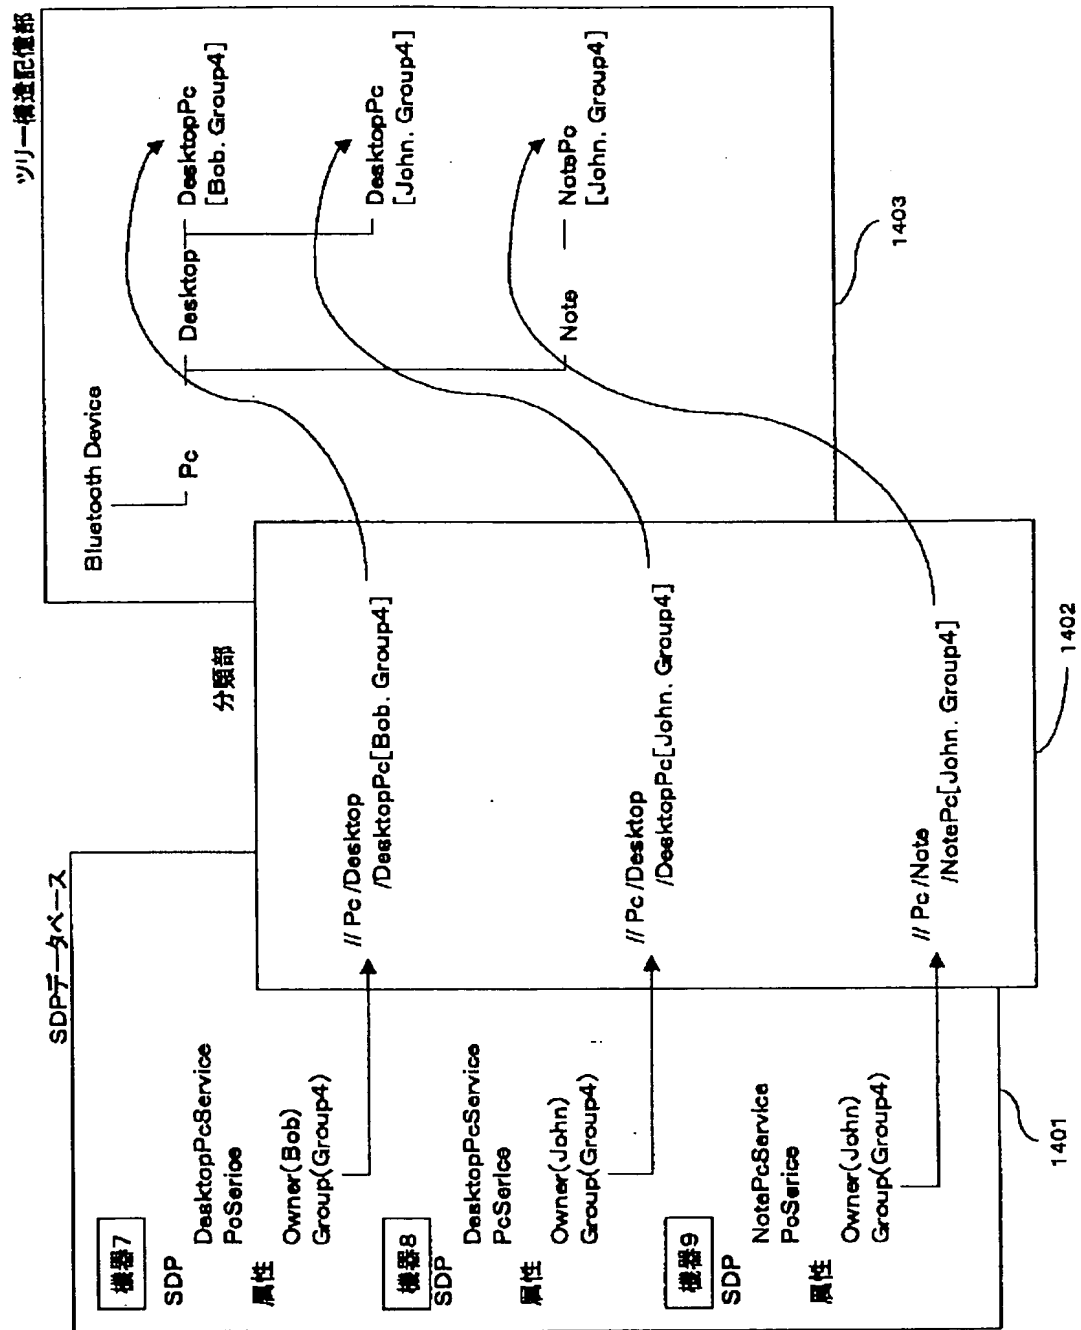 SDPデータベース
機器7
SDP
DesktopPcService
PcSerice
属性
Owner(Bob)
Group(Group4)
機器8
SDP
DesktopPcService
PcSerice
属性
Owner(John)
Group(Group4)
機器9
SDP
NotePcService
PcSerice
属性
Owner(John)
Group(Group4)
1401
分類部
// Pc /Desktop
/DesktopPc[Bob. Group4]
// Pc /Desktop
/DesktopPc[John. Group4]
// Pc /Note
/NotePc[John. Group4]
1402
ツリー構造記憶部
Bluetooth Device
Pc
Desktop
DesktopPc
[Bob. Group4]
DesktopPc
[John. Group4]
Note
NotePc
[John. Group4]
1403